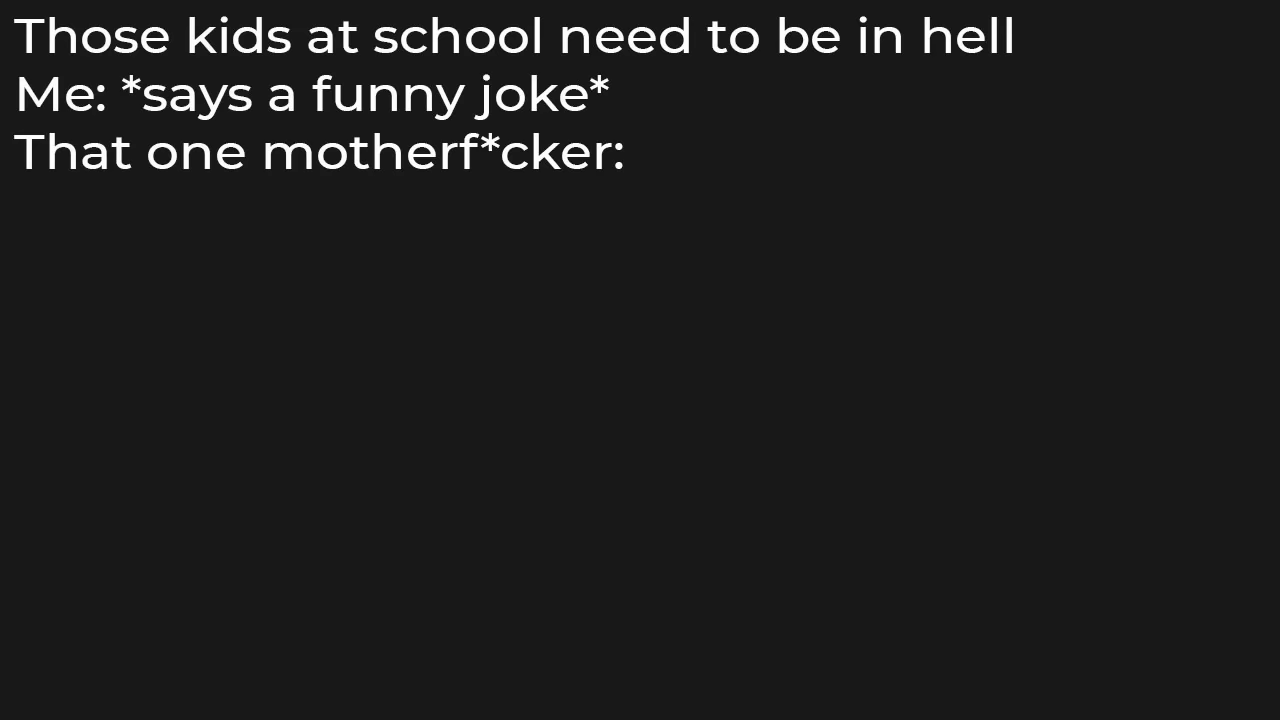 Those kids at school need to be in hell
Me: *says a funny joke*
That one motherf*cker: